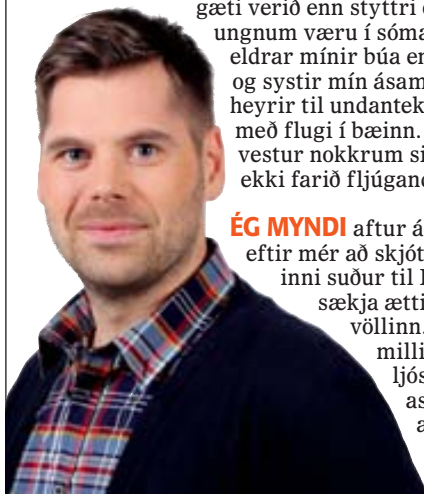 gæti verið enn styttri
ungnum væru í sóma
eldrar mínir búa
og systir mín ásam
heyrir til undantek
með flugi í bæinn.
vestur nokkrum
ekki farið fljúgand
ÉG MYNDI aftur
eftir mér að skjót
inni suður til
sækja ætti
völlinn.
milli
ljós
as
a